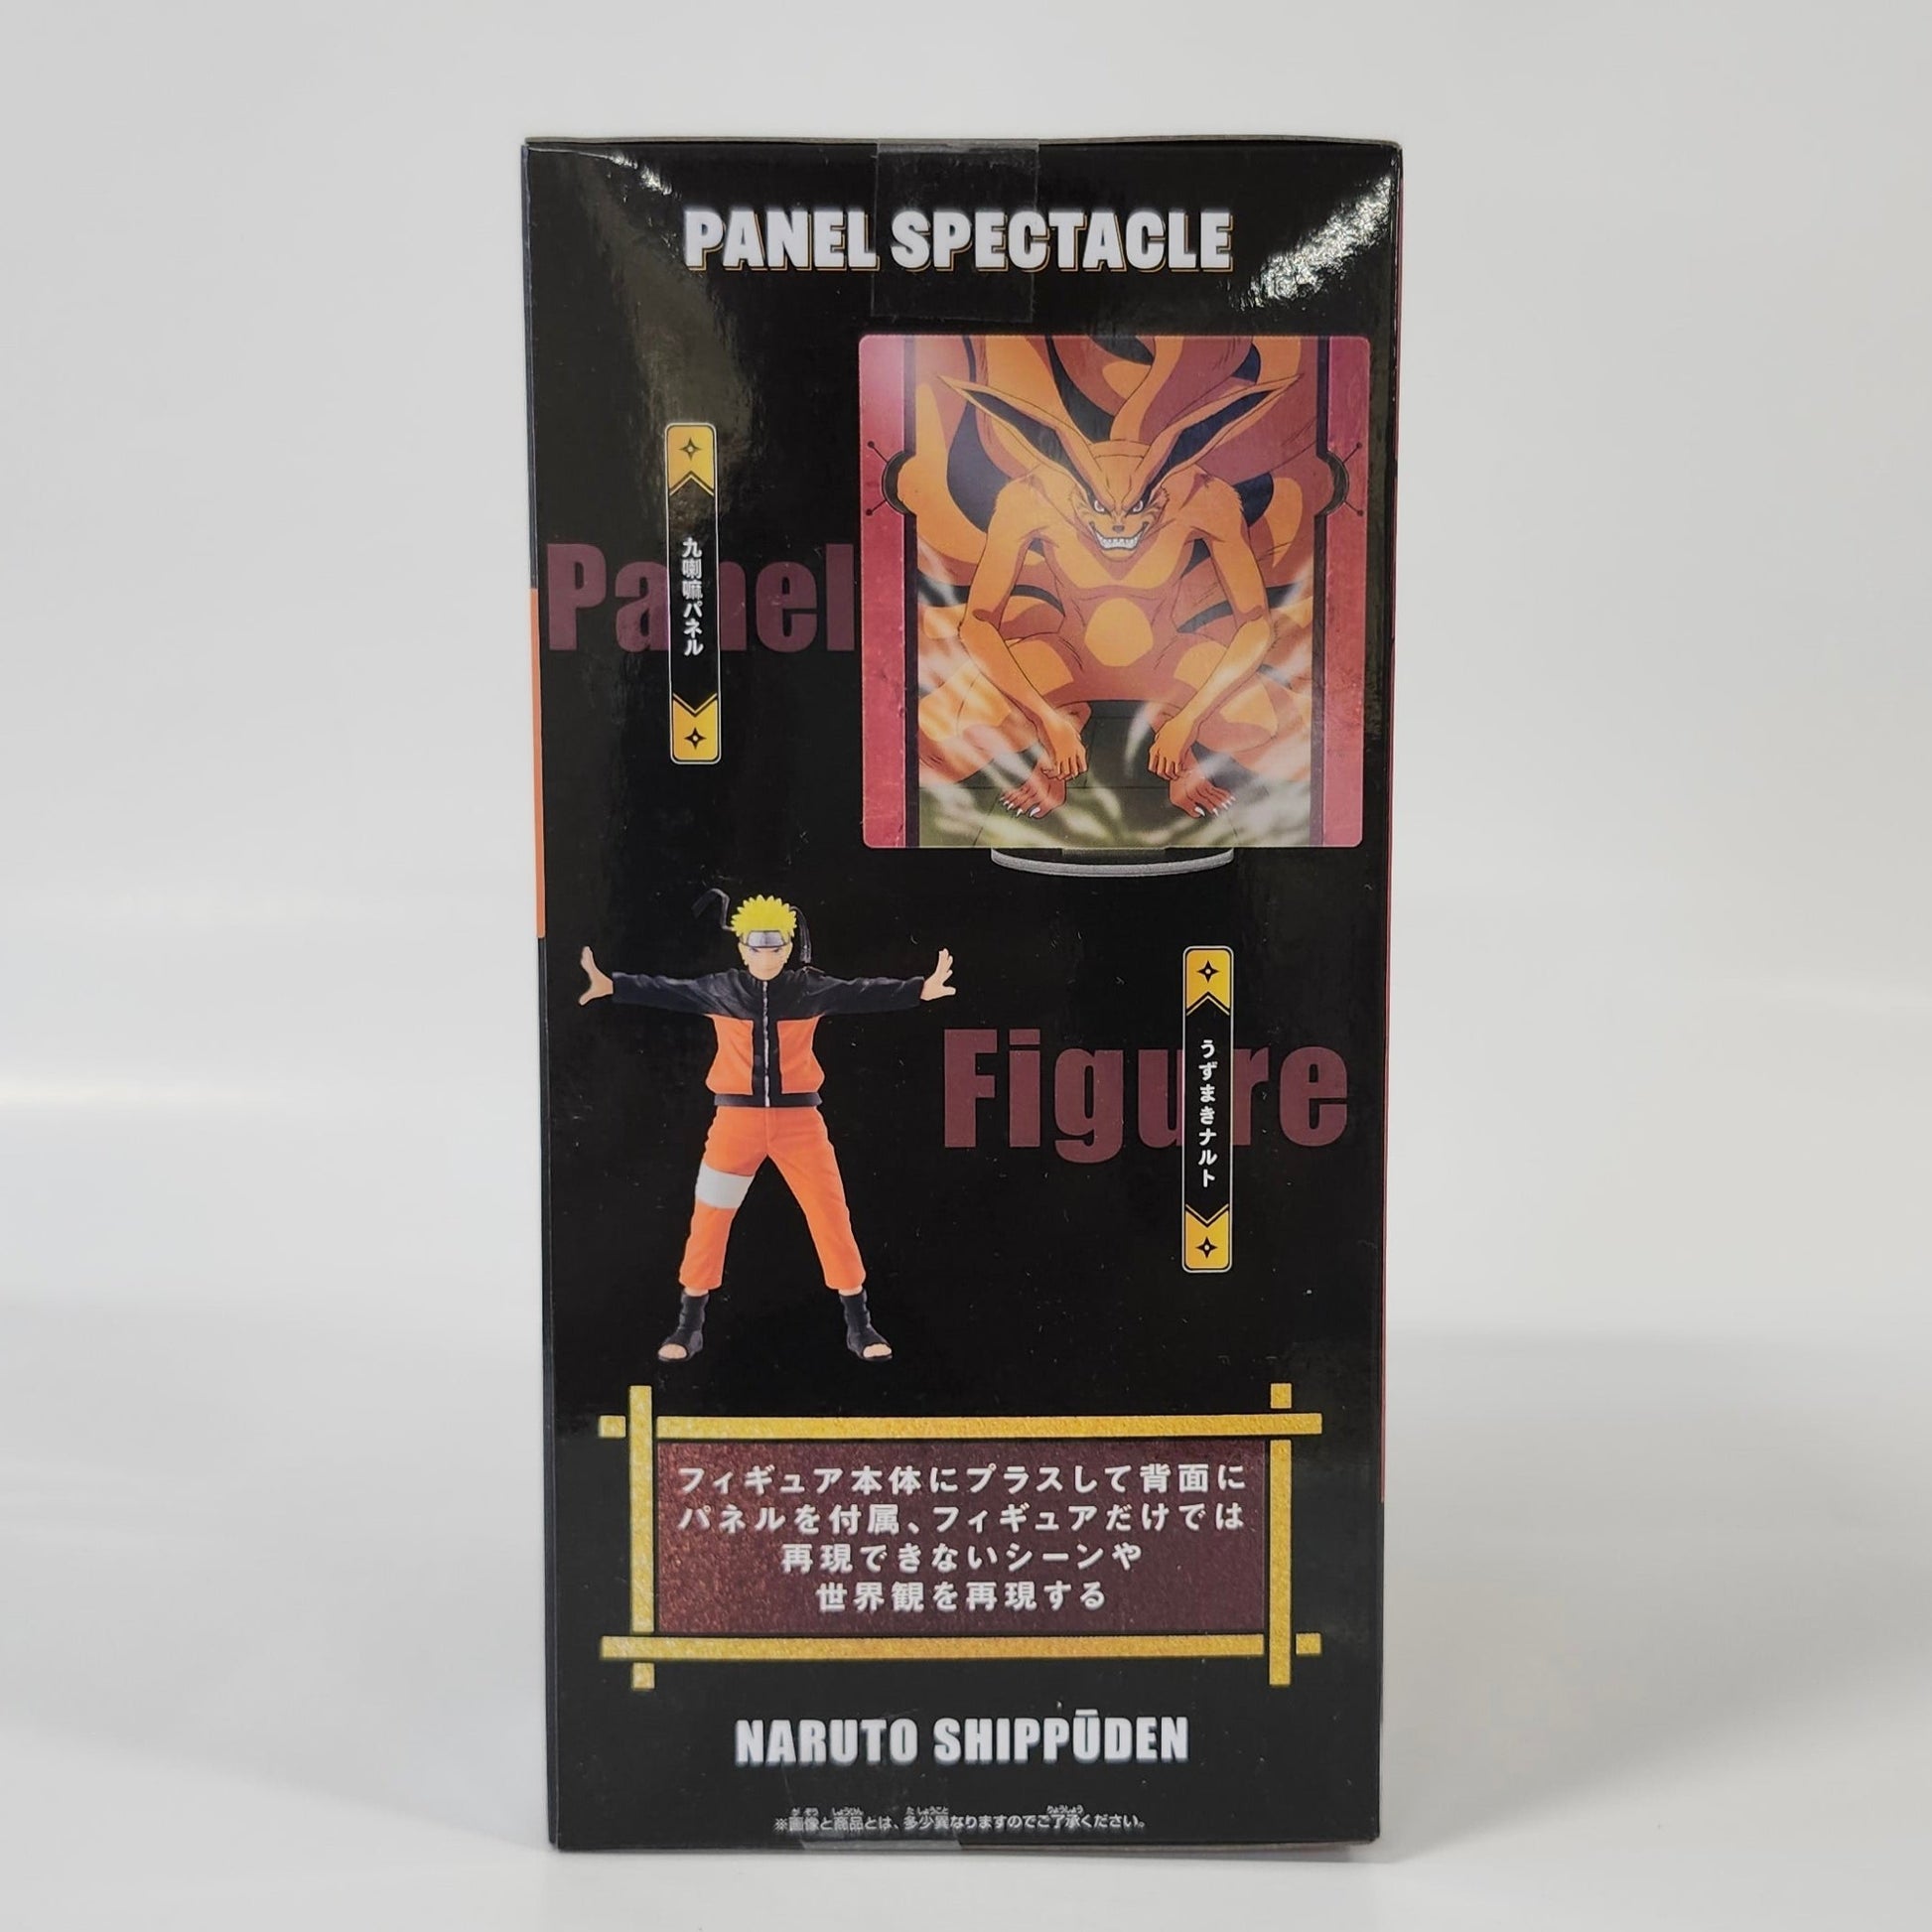 PANEL SPECTACLE
Panel
九喇嘛パネル
Figure
うずまきナルト
フィギュア本体にプラスして背面に
パネルを付属、フィギュアだけでは
再現できないシーンや
世界観を再現する
NARUTO SHIPPŪDEN
※画像と商品とは、多少異なりますのでご了承ください。